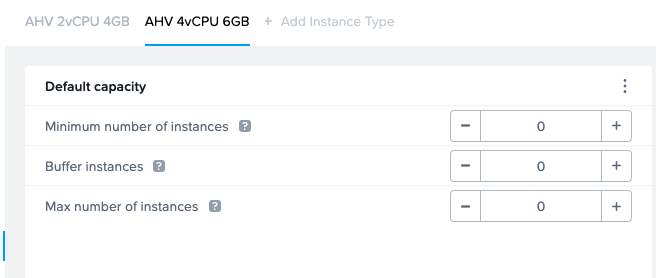 AHV 2vCPU 4GB AHV 4vCPU 6GB + Add Instance Type
Default capacity
Minimum number of instances ? − 0 +
Buffer instances ? − 0 +
Max number of instances ? − 0 +